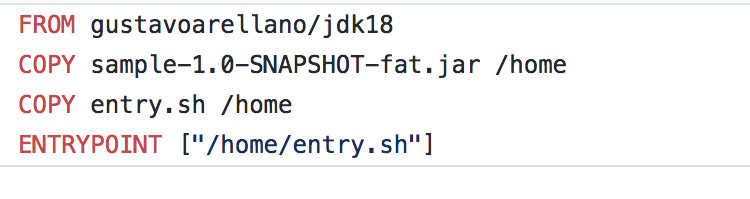 FROM gustavoarellano/jdk18
COPY sample-1.0-SNAPSHOT-fat.jar /home
COPY entry.sh /home
ENTRYPOINT ["/home/entry.sh"]